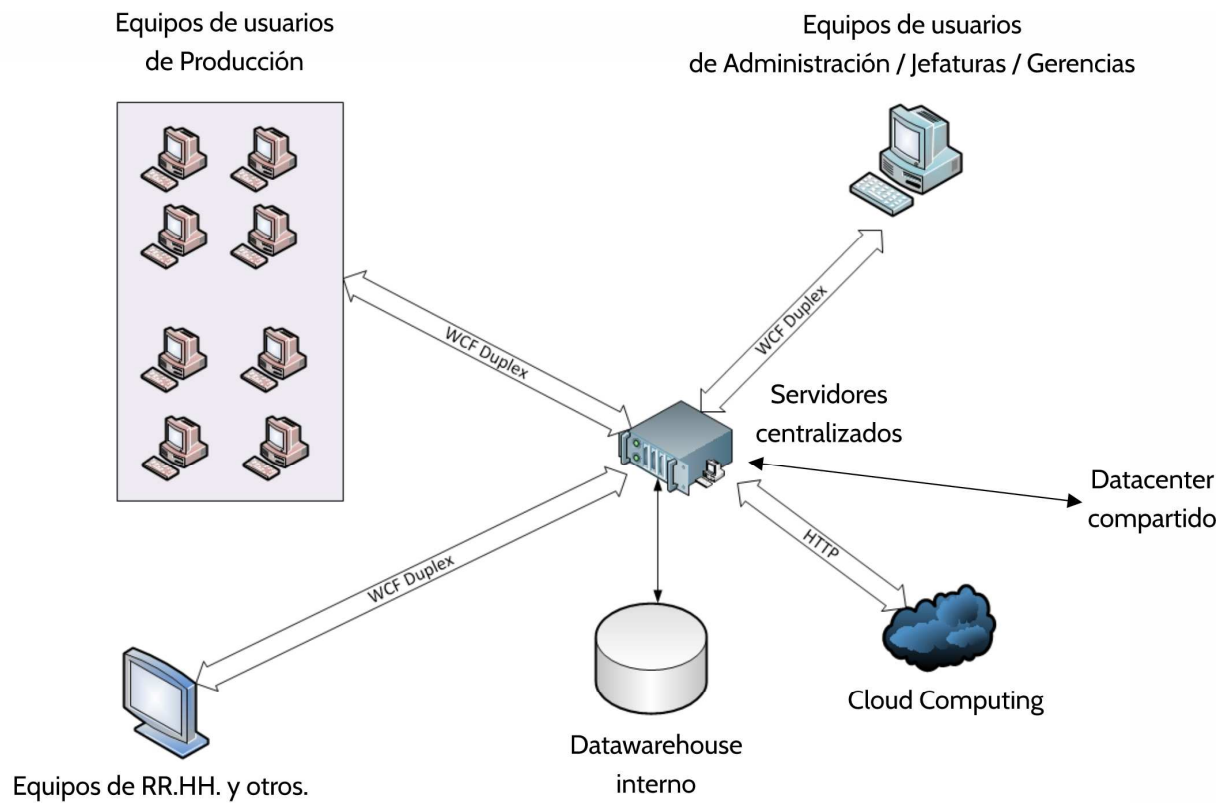 Equipos de usuarios
de Producción
Equipos de usuarios
de Administración / Jefaturas / Gerencias
WCF Duplex
WCF Duplex
Servidores
centralizados
Datacenter
compartido
HTTP
WCF Duplex
Cloud Computing
Datawarehouse
interno
Equipos de RR.HH. y otros.